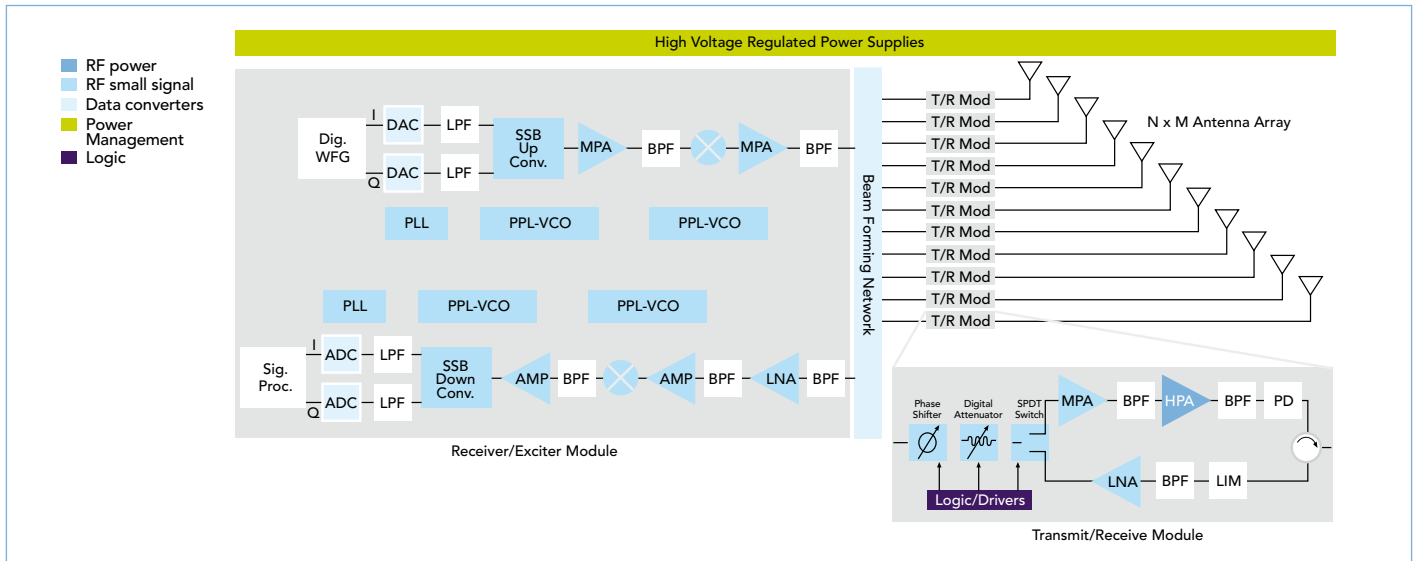 High Voltage Regulated Power Supplies
RF power
RF small signal
Data converters
Power
Management
Logic
Dig.
WFG
I
Q
DAC
DAC
LPF
LPF
SSB
Up
Conv.
MPA
BPF
MPA
BPF
PLL
PPL-VCO
PPL-VCO
PLL
PPL-VCO
PPL-VCO
Sig.
Proc.
I
Q
ADC
ADC
LPF
LPF
SSB
Down
Conv.
AMP
BPF
AMP
BPF
LNA
BPF
Receiver/Exciter Module
Beam Forming Network
T/R Mod
T/R Mod
T/R Mod
T/R Mod
T/R Mod
T/R Mod
T/R Mod
T/R Mod
T/R Mod
T/R Mod
T/R Mod
N x M Antenna Array
Phase
Shifter
Digital
Attenuator
SPDT
Switch
MPA
BPF
HPA
BPF
PD
LNA
BPF
LIM
Logic/Drivers
Transmit/Receive Module